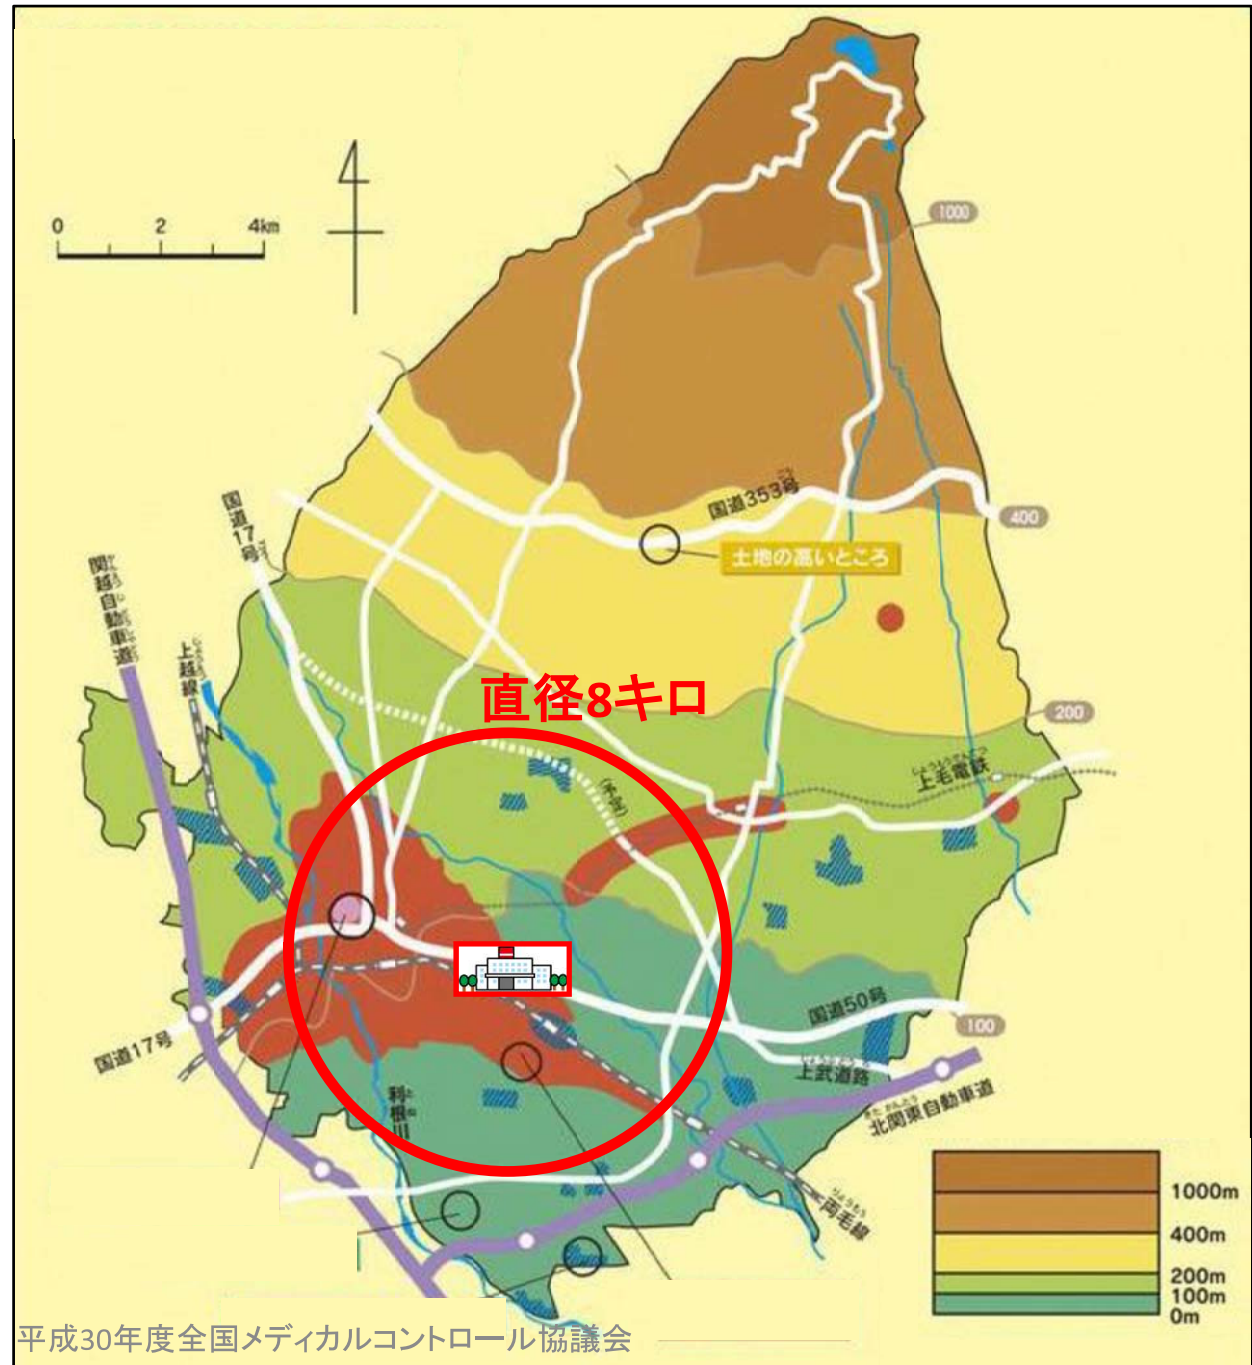 0 2 4km
1000
国道17号
国道353号
400
土地の高いところ
関越自動車道
上越線
直径8キロ
200
上毛電鉄
(予定)
国道50号
100
国道17号
上武道路
北関東自動車道
利根川
両毛線
1000m
400m
200m
100m
0m
平成30年度全国メディカルコントロール協議会